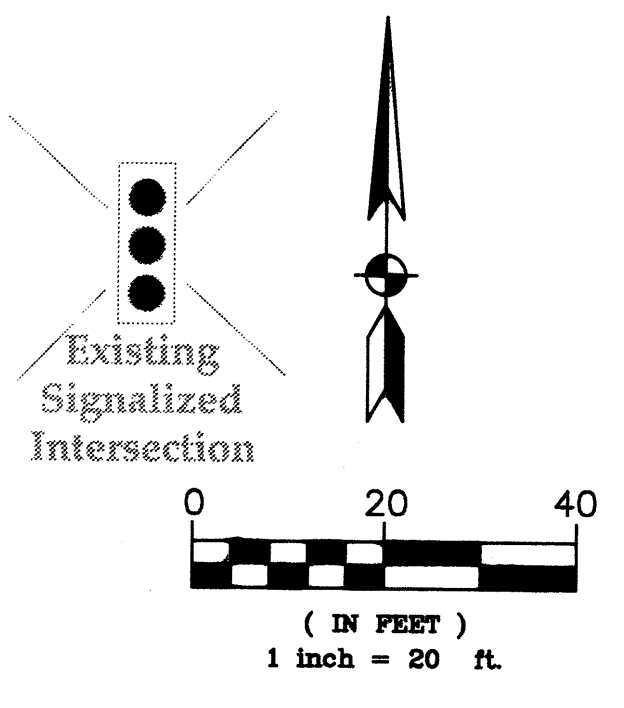 Existing
Signalized
Intersection
0 20 40
( IN FEET )
1 inch = 20 ft.